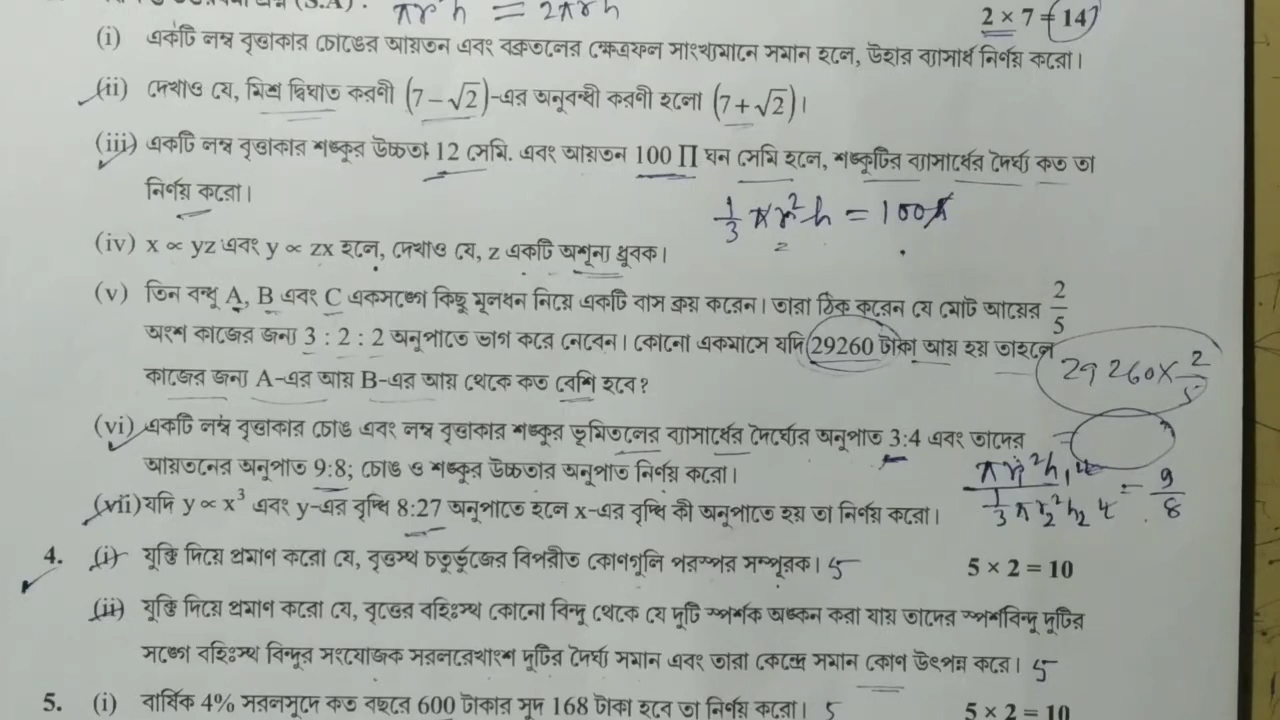 (S.A) :
πr h = 2πrh
2 × 7 = 14
(i) একটি লম্ব বৃত্তাকার চোঙের আয়তন এবং বক্রতলের ক্ষেত্রফল সাংখ্যমানে সমান হলে, উহার ব্যাসার্ধ নির্ণয় করো।
(ii) দেখাও যে, মিশ্র দ্বিঘাত করণী (7 – √2)-এর অনুবন্ধী করণী হলো (7 + √2)।
(iii) একটি লম্ব বৃত্তাকার শঙ্কুর উচ্চতা 12 সেমি. এবং আয়তন 100 Π ঘন সেমি হলে, শঙ্কুটির ব্যাসার্ধের দৈর্ঘ্য কত তা
নির্ণয় করো।
1/3 πr²h = 100π
(iv) x ∝ yz এবং y ∝ zx হলে, দেখাও যে, z একটি অশূন্য ধ্রুবক।
(v) তিন বন্ধু A, B এবং C একসঙ্গে কিছু মূলধন নিয়ে একটি বাস ক্রয় করেন। তারা ঠিক করেন যে মোট আয়ের 2/5
অংশ কাজের জন্য 3 : 2 : 2 অনুপাতে ভাগ করে নেবেন। কোনো একমাসে যদি 29260 টাকা আয় হয় তাহলে
29260 × 2/5
কাজের জন্য A-এর আয় B-এর আয় থেকে কত বেশি হবে?
(vi) একটি লম্ব বৃত্তাকার চোঙ এবং লম্ব বৃত্তাকার শঙ্কুর ভূমিতলের ব্যাসার্ধের দৈর্ঘ্যের অনুপাত 3:4 এবং তাদের
আয়তনের অনুপাত 9:8; চোঙ ও শঙ্কুর উচ্চতার অনুপাত নির্ণয় করো।
= 9/8
(vii) যদি y ∝ x³ এবং y-এর বৃদ্ধি 8:27 অনুপাতে হলে x-এর বৃদ্ধি কী অনুপাতে হয় তা নির্ণয় করো।
4. (i) যুক্তি দিয়ে প্রমাণ করো যে, বৃত্তস্থ চতুর্ভুজের বিপরীত কোণগুলি পরস্পর সম্পূরক। 5 5 × 2 = 10
(ii) যুক্তি দিয়ে প্রমাণ করো যে, বৃত্তের বহিঃস্থ কোনো বিন্দু থেকে যে দুটি স্পর্শক অঙ্কন করা যায় তাদের স্পর্শবিন্দু দুটির
সঙ্গে বহিঃস্থ বিন্দুর সংযোজক সরলরেখাংশ দুটির দৈর্ঘ্য সমান এবং তারা কেন্দ্রে সমান কোণ উৎপন্ন করে। 5
5. (i) বার্ষিক 4% সরলসুদে কত বছরে 600 টাকার সুদ 168 টাকা হবে তা নির্ণয় করো। 5 5 × 2 = 10